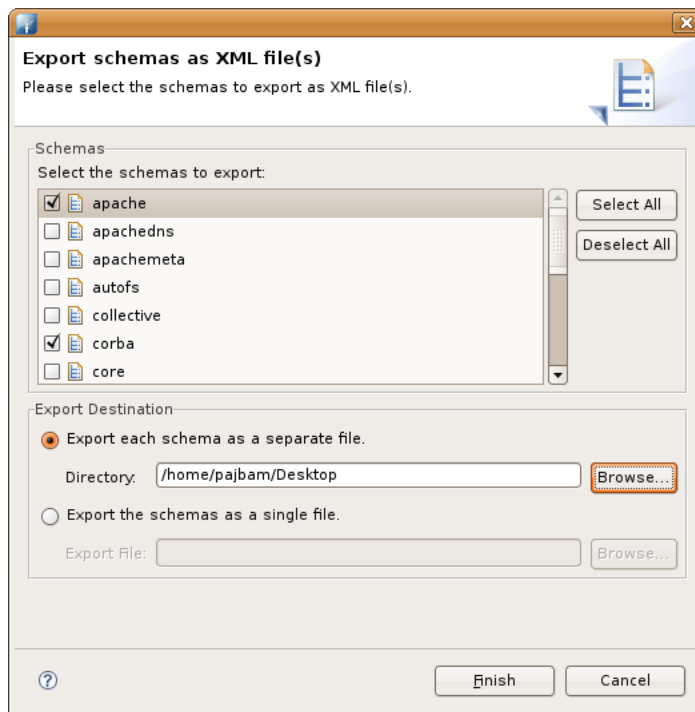 Export schemas as XML file(s)
Please select the schemas to export as XML file(s).
Schemas
Select the schemas to export:
apache
apachedns
apachemeta
autofs
collective
corba
core
Select All
Deselect All
Export Destination
Export each schema as a separate file.
Directory: /home/pajbam/Desktop Browse...
Export the schemas as a single file.
Export File: Browse...
? Finish Cancel